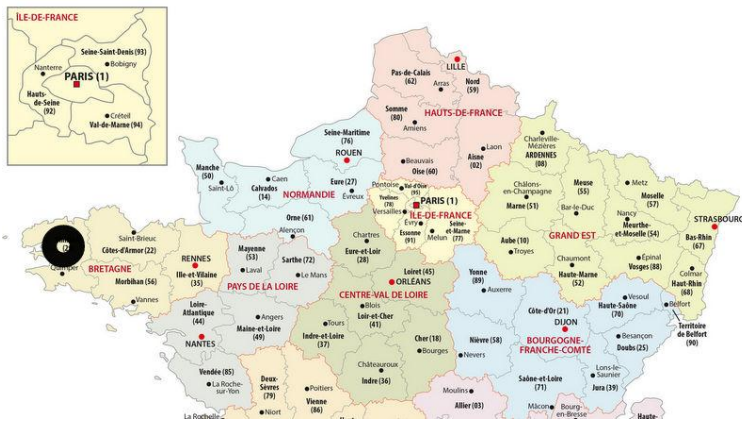 ÎLE-DE-FRANCE
Seine-Saint-Denis (93)
Nanterre
Bobigny
PARIS (1)
Hauts-
de-Seine
(92)
Créteil
Val-de-Marne (94)
LILLE
Pas-de-Calais
(62)
Nord
(59)
Arras
Somme
(80)
HAUTS-DE-FRANCE
Amiens
Seine-Maritime
(76)
Laon
Aisne
(02)
ROUEN
Beauvais
Oise (60)
Charleville-
Mézières
ARDENNES
(08)
Manche
(50)
Saint-Lô
Caen
Calvados
(14)
NORMANDIE
Eure (27)
Évreux
Orne (61)
Alençon
Pontoise
Val-d'Oise
(95)
Yvelines
(78)
PARIS (1)
Versailles
ÎLE-DE-FRANCE
Évry
Essonne
(91)
Melun
Seine-
et-Marne
(77)
Châlons-
en-Champagne
Marne (51)
Meuse
(55)
Bar-le-Duc
Metz
Moselle
(57)
Nancy
Meurthe-
et-Moselle (54)
STRASBOURG
Bas-Rhin
(67)
GRAND EST
Aube (10)
Troyes
Chaumont
Haute-Marne
(52)
Épinal
Vosges (88)
Colmar
Haut-Rhin
(68)
Saint-Brieuc
Côtes-d'Armor (22)
Quimper
BRETAGNE
RENNES
Ille-et-Vilaine
(35)
Morbihan (56)
Vannes
Mayenne
(53)
Laval
Sarthe (72)
Le Mans
PAYS DE LA LOIRE
Loire-
Atlantique
(44)
NANTES
Angers
Maine-et-Loire
(49)
Vendée (85)
La Roche-
sur-Yon
Chartres
Eure-et-Loir
(28)
Loiret (45)
ORLÉANS
CENTRE-VAL DE LOIRE
Blois
Loir-et-Cher
(41)
Tours
Indre-et-Loire
(37)
Cher (18)
Bourges
Châteauroux
Indre (36)
Yonne
(89)
Auxerre
Côte-d'Or (21)
DIJON
Vesoul
Haute-Saône
(70)
Belfort
Territoire
de Belfort
(90)
Besançon
Doubs (25)
BOURGOGNE-
FRANCHE-COMTÉ
Nièvre (58)
Nevers
Saône-et-Loire
(71)
Lons-le-
Saunier
Jura (39)
Mâcon
Bourg-
en-Bresse
Moulins
Allier (03)
Deux-
Sèvres
(79)
Niort
Poitiers
Vienne
(86)
La Rochelle
Haute-